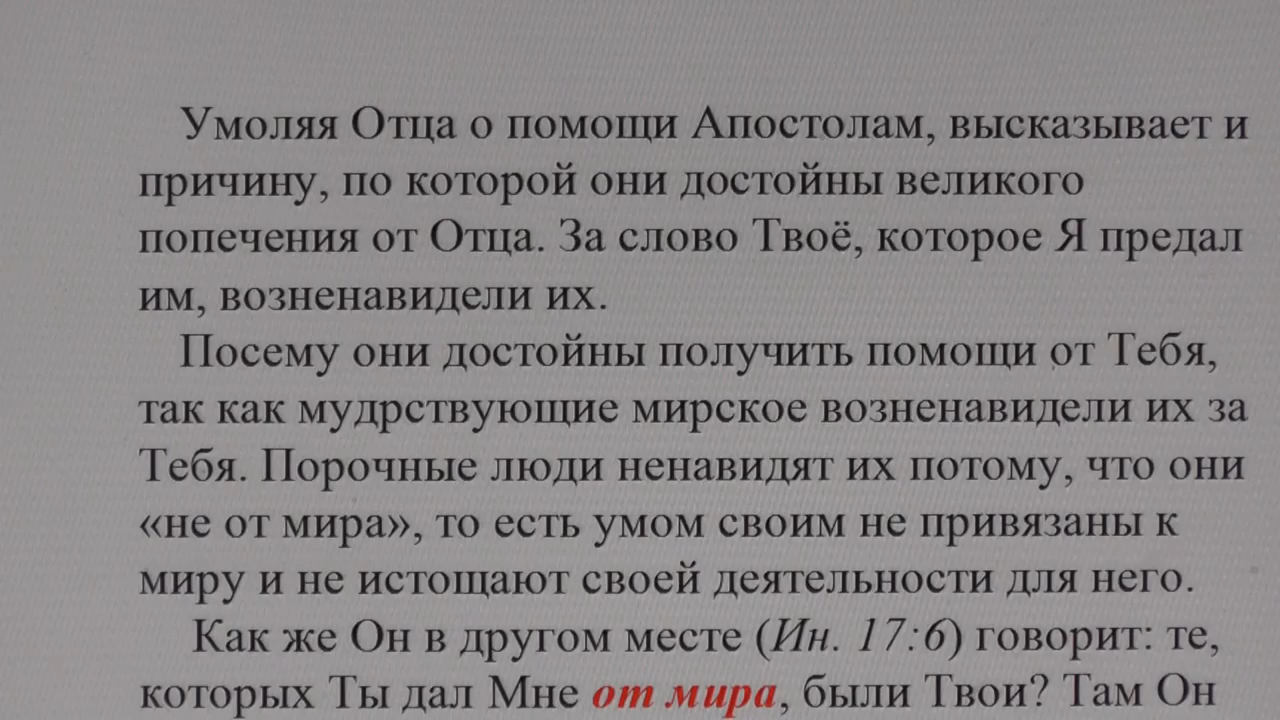 Умоляя Отца о помощи Апостолам, высказывает и
причину, по которой они достойны великого
попечения от Отца. За слово Твоё, которое Я предал
им, возненавидели их.
Посему они достойны получить помощи от Тебя,
так как мудрствующие мирское возненавидели их за
Тебя. Порочные люди ненавидят их потому, что они
«не от мира», то есть умом своим не привязаны к
миру и не истощают своей деятельности для него.
Как же Он в другом месте (Ин. 17:6) говорит: те,
которых Ты дал Мне от мира, были Твои? Там Он